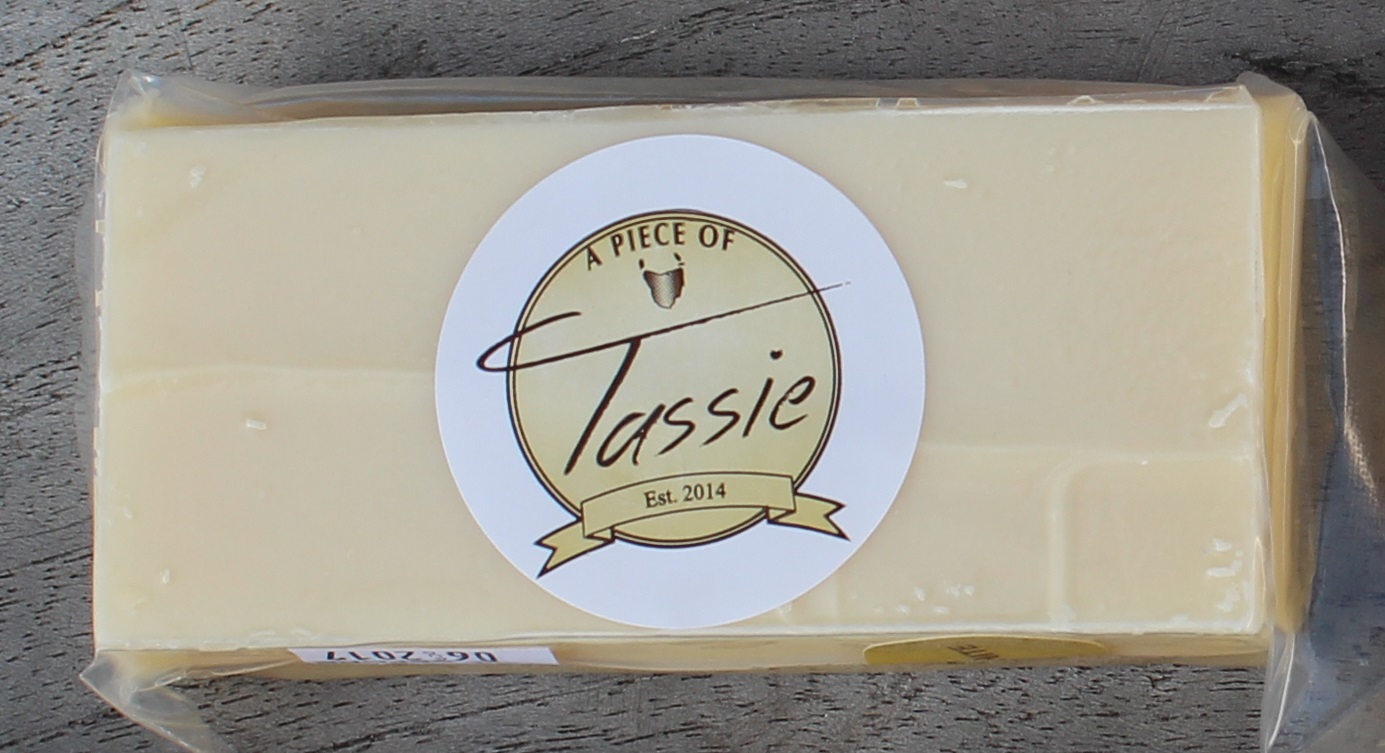 A PIECE OF
Tassie
Est. 2014